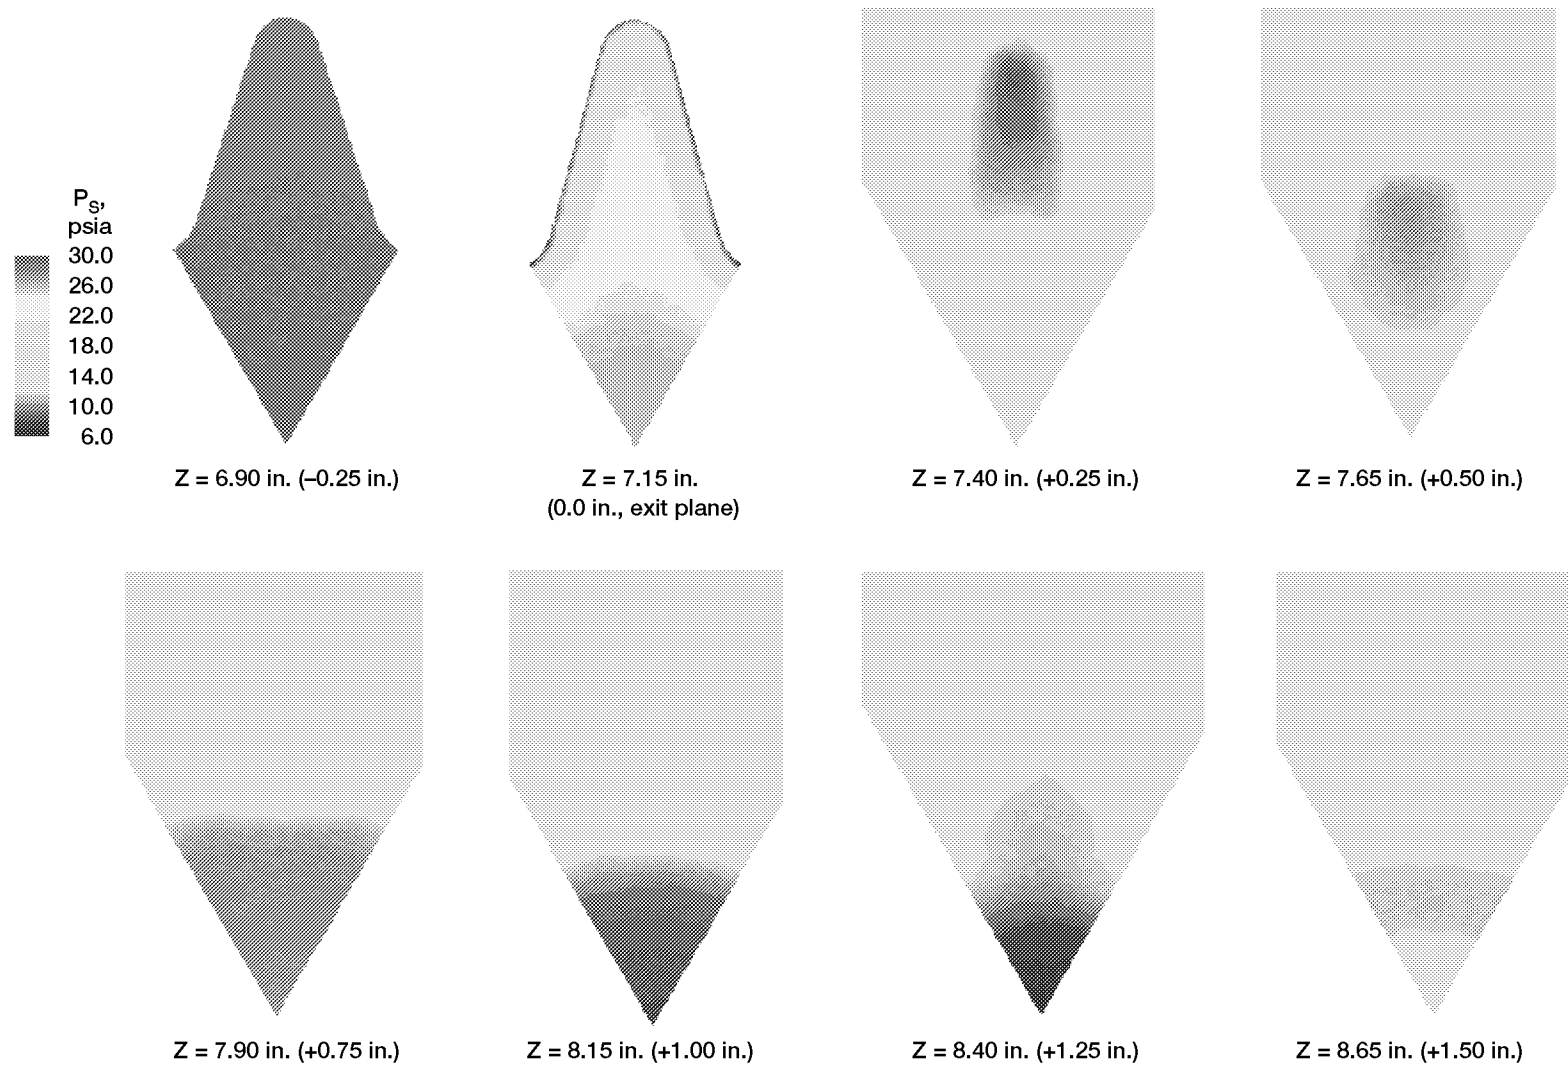 P_S,
psia
30.0
26.0
22.0
18.0
14.0
10.0
6.0
Z = 6.90 in. (–0.25 in.)
Z = 7.15 in.
(0.0 in., exit plane)
Z = 7.40 in. (+0.25 in.)
Z = 7.65 in. (+0.50 in.)
Z = 7.90 in. (+0.75 in.)
Z = 8.15 in. (+1.00 in.)
Z = 8.40 in. (+1.25 in.)
Z = 8.65 in. (+1.50 in.)